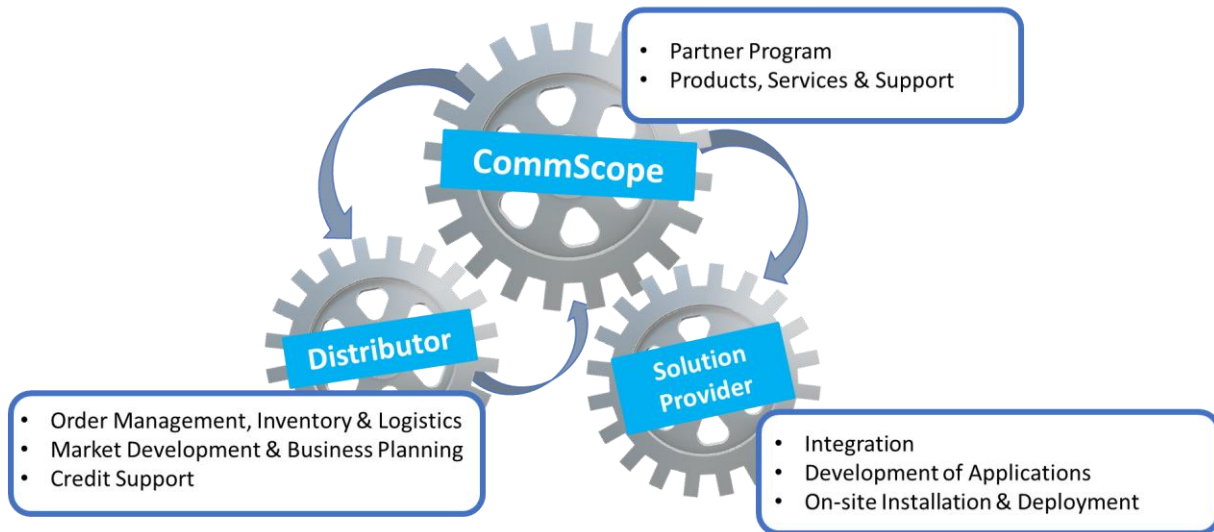 • Partner Program
• Products, Services & Support
CommScope
Distributor
• Order Management, Inventory & Logistics
• Market Development & Business Planning
• Credit Support
Solution
Provider
• Integration
• Development of Applications
• On-site Installation & Deployment